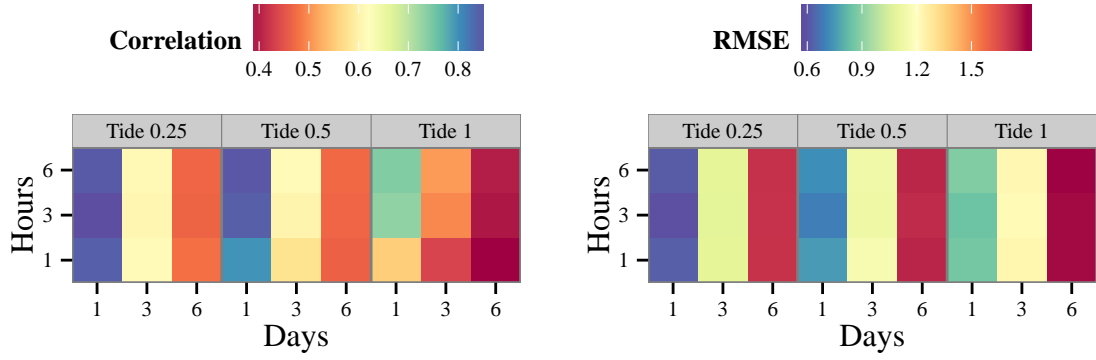 Correlation
0.4 0.5 0.6 0.7 0.8
Tide 0.25 Tide 0.5 Tide 1
Hours
6
3
1
1 3 6 1 3 6 1 3 6
Days
RMSE
0.6 0.9 1.2 1.5
Tide 0.25 Tide 0.5 Tide 1
Hours
6
3
1
1 3 6 1 3 6 1 3 6
Days